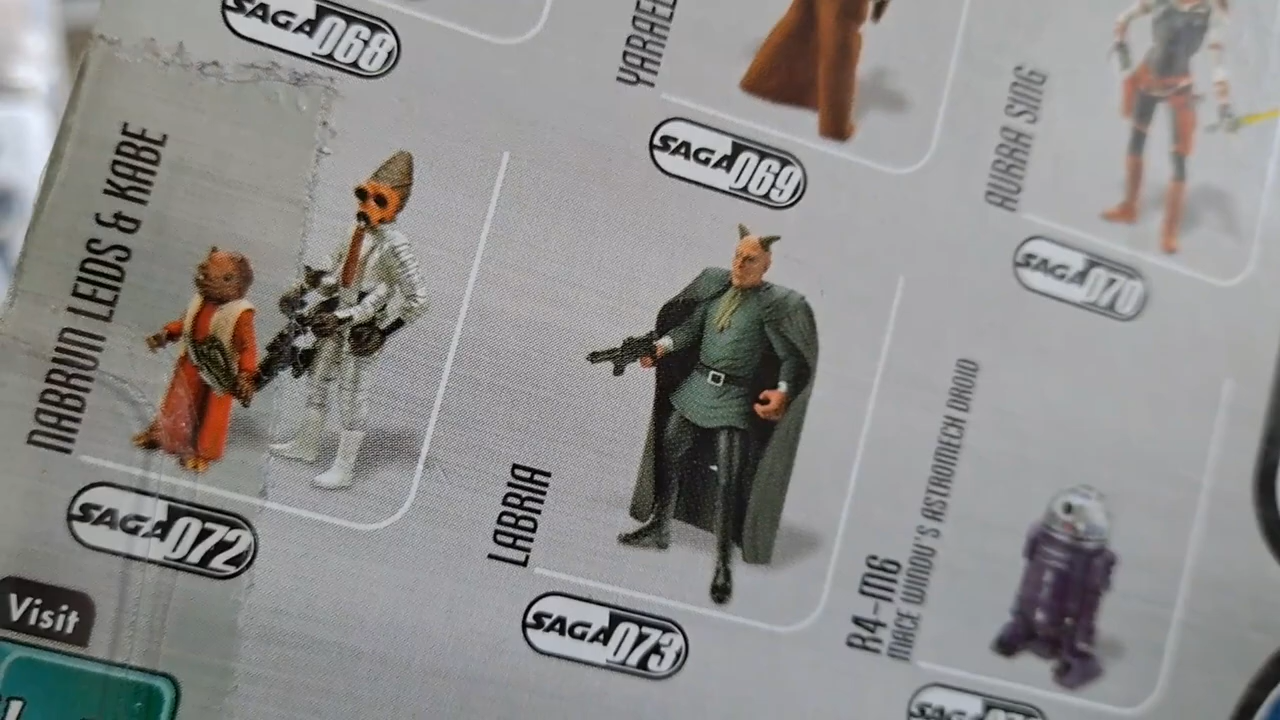 SAGA 068
YARAEL
SAGA 069
AURRA SING
SAGA 070
NABRUN LEIDS & KABE
SAGA 072
LABRIA
SAGA 073
R4-M6
MACE WINDU'S ASTROMECH DROID
SAGA
Visit